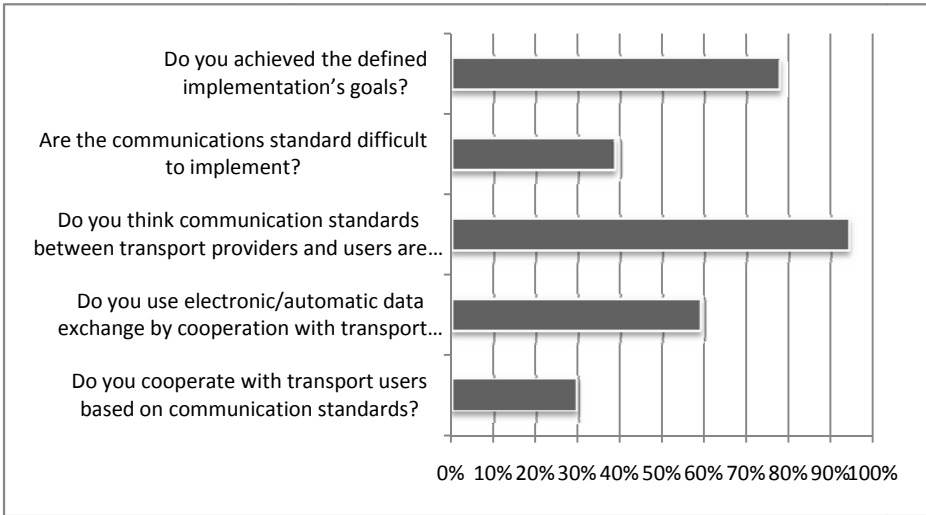 Do you achieved the defined
implementation’s goals?
Are the communications standard difficult
to implement?
Do you think communication standards
between transport providers and users are…
Do you use electronic/automatic data
exchange by cooperation with transport…
Do you cooperate with transport users
based on communication standards?
0% 10% 20% 30% 40% 50% 60% 70% 80% 90% 100%